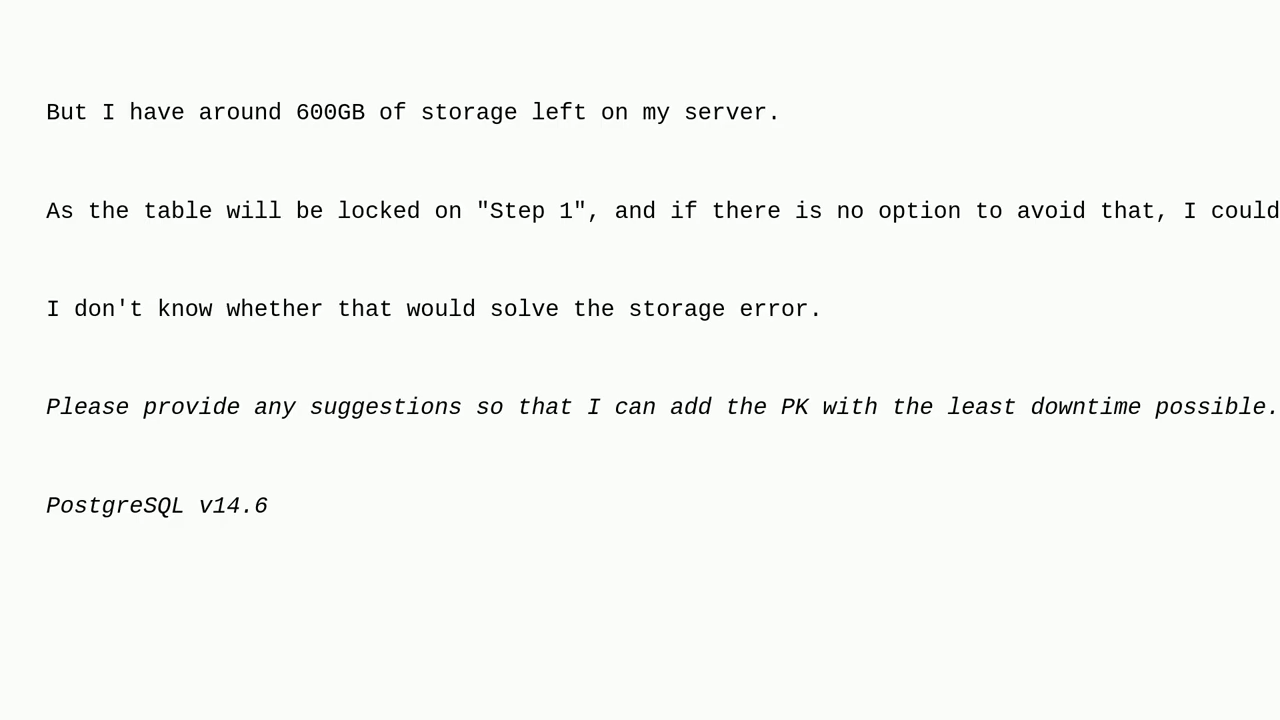 But I have around 600GB of storage left on my server.
As the table will be locked on "Step 1", and if there is no option to avoid that, I could
I don't know whether that would solve the storage error.
Please provide any suggestions so that I can add the PK with the least downtime possible.
PostgreSQL v14.6